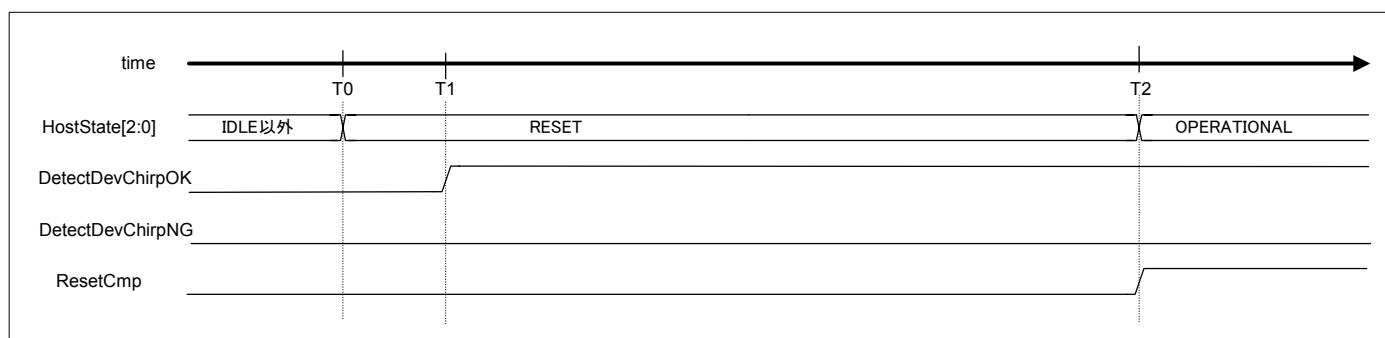 time
T0 T1 T2
HostState[2:0] IDLE以外 RESET OPERATIONAL
DetectDevChirpOK
DetectDevChirpNG
ResetCmp